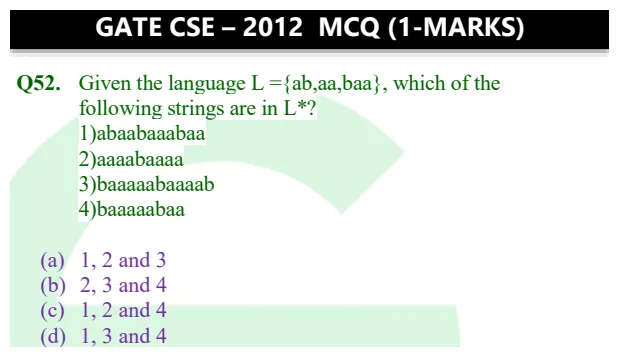 GATE CSE – 2012 MCQ (1-MARKS)
Q52. Given the language L ={ab,aa,baa}, which of the
following strings are in L*?
1)abaabaaabaa
2)aaaabaaaa
3)baaaaabaaaab
4)baaaaabaa
(a) 1, 2 and 3
(b) 2, 3 and 4
(c) 1, 2 and 4
(d) 1, 3 and 4